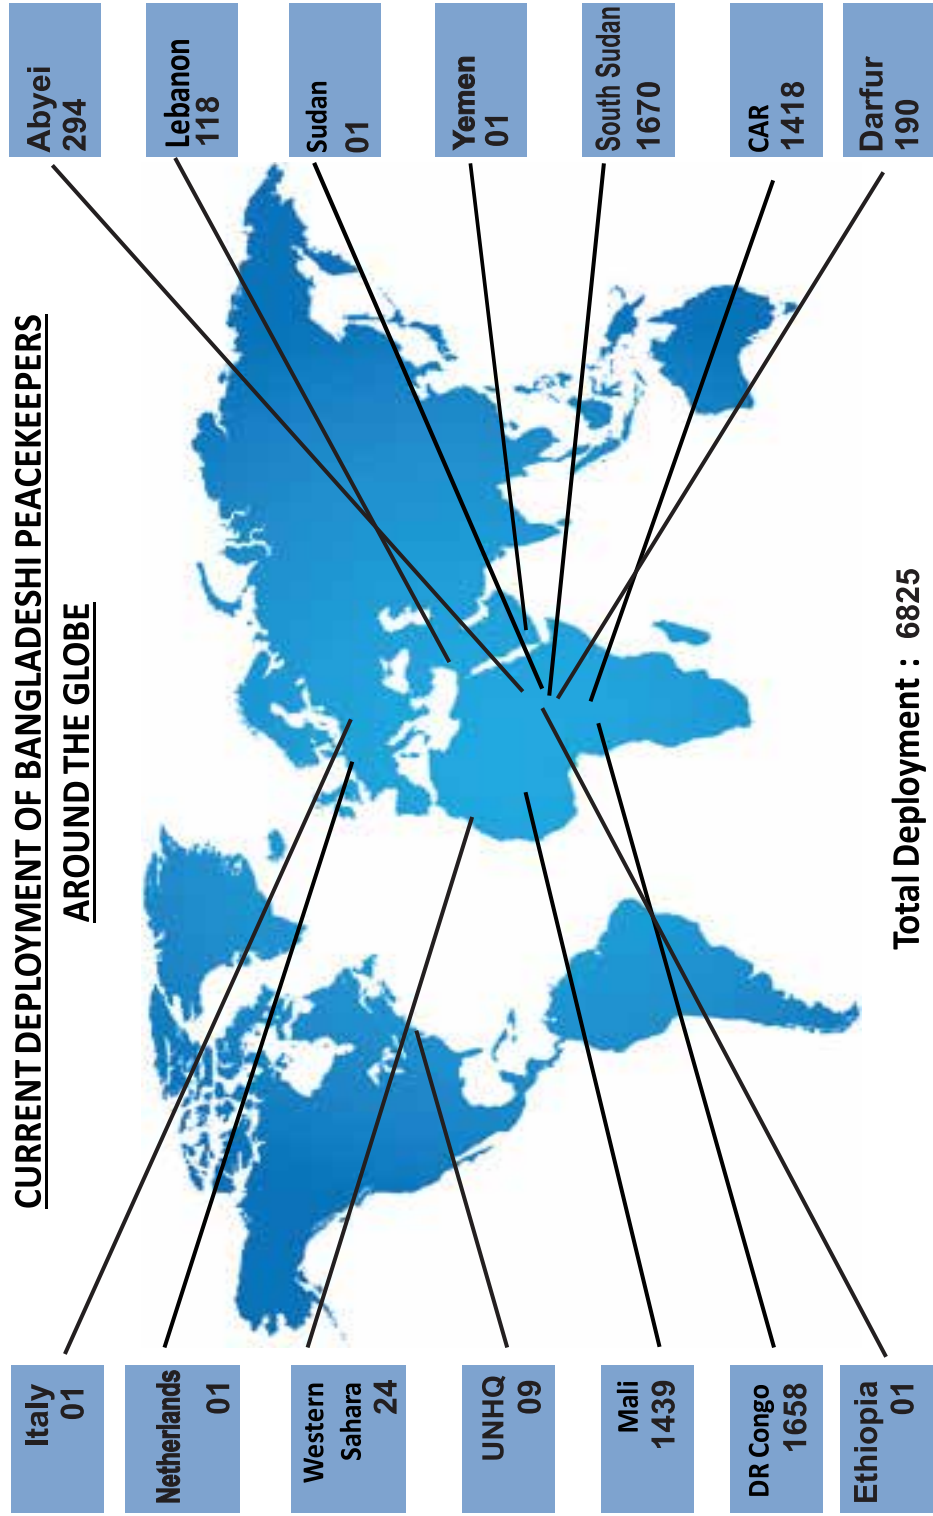 CURRENT DEPLOYMENT OF BANGLADESHI PEACEKEEPERS
AROUND THE GLOBE
Italy
01
Netherlands
01
Western
Sahara
24
UNHQ
09
Mali
1439
DR Congo
1658
Ethiopia
01
Abyei
294
Lebanon
118
Sudan
01
Yemen
01
South Sudan
1670
CAR
1418
Darfur
190
Total Deployment : 6825